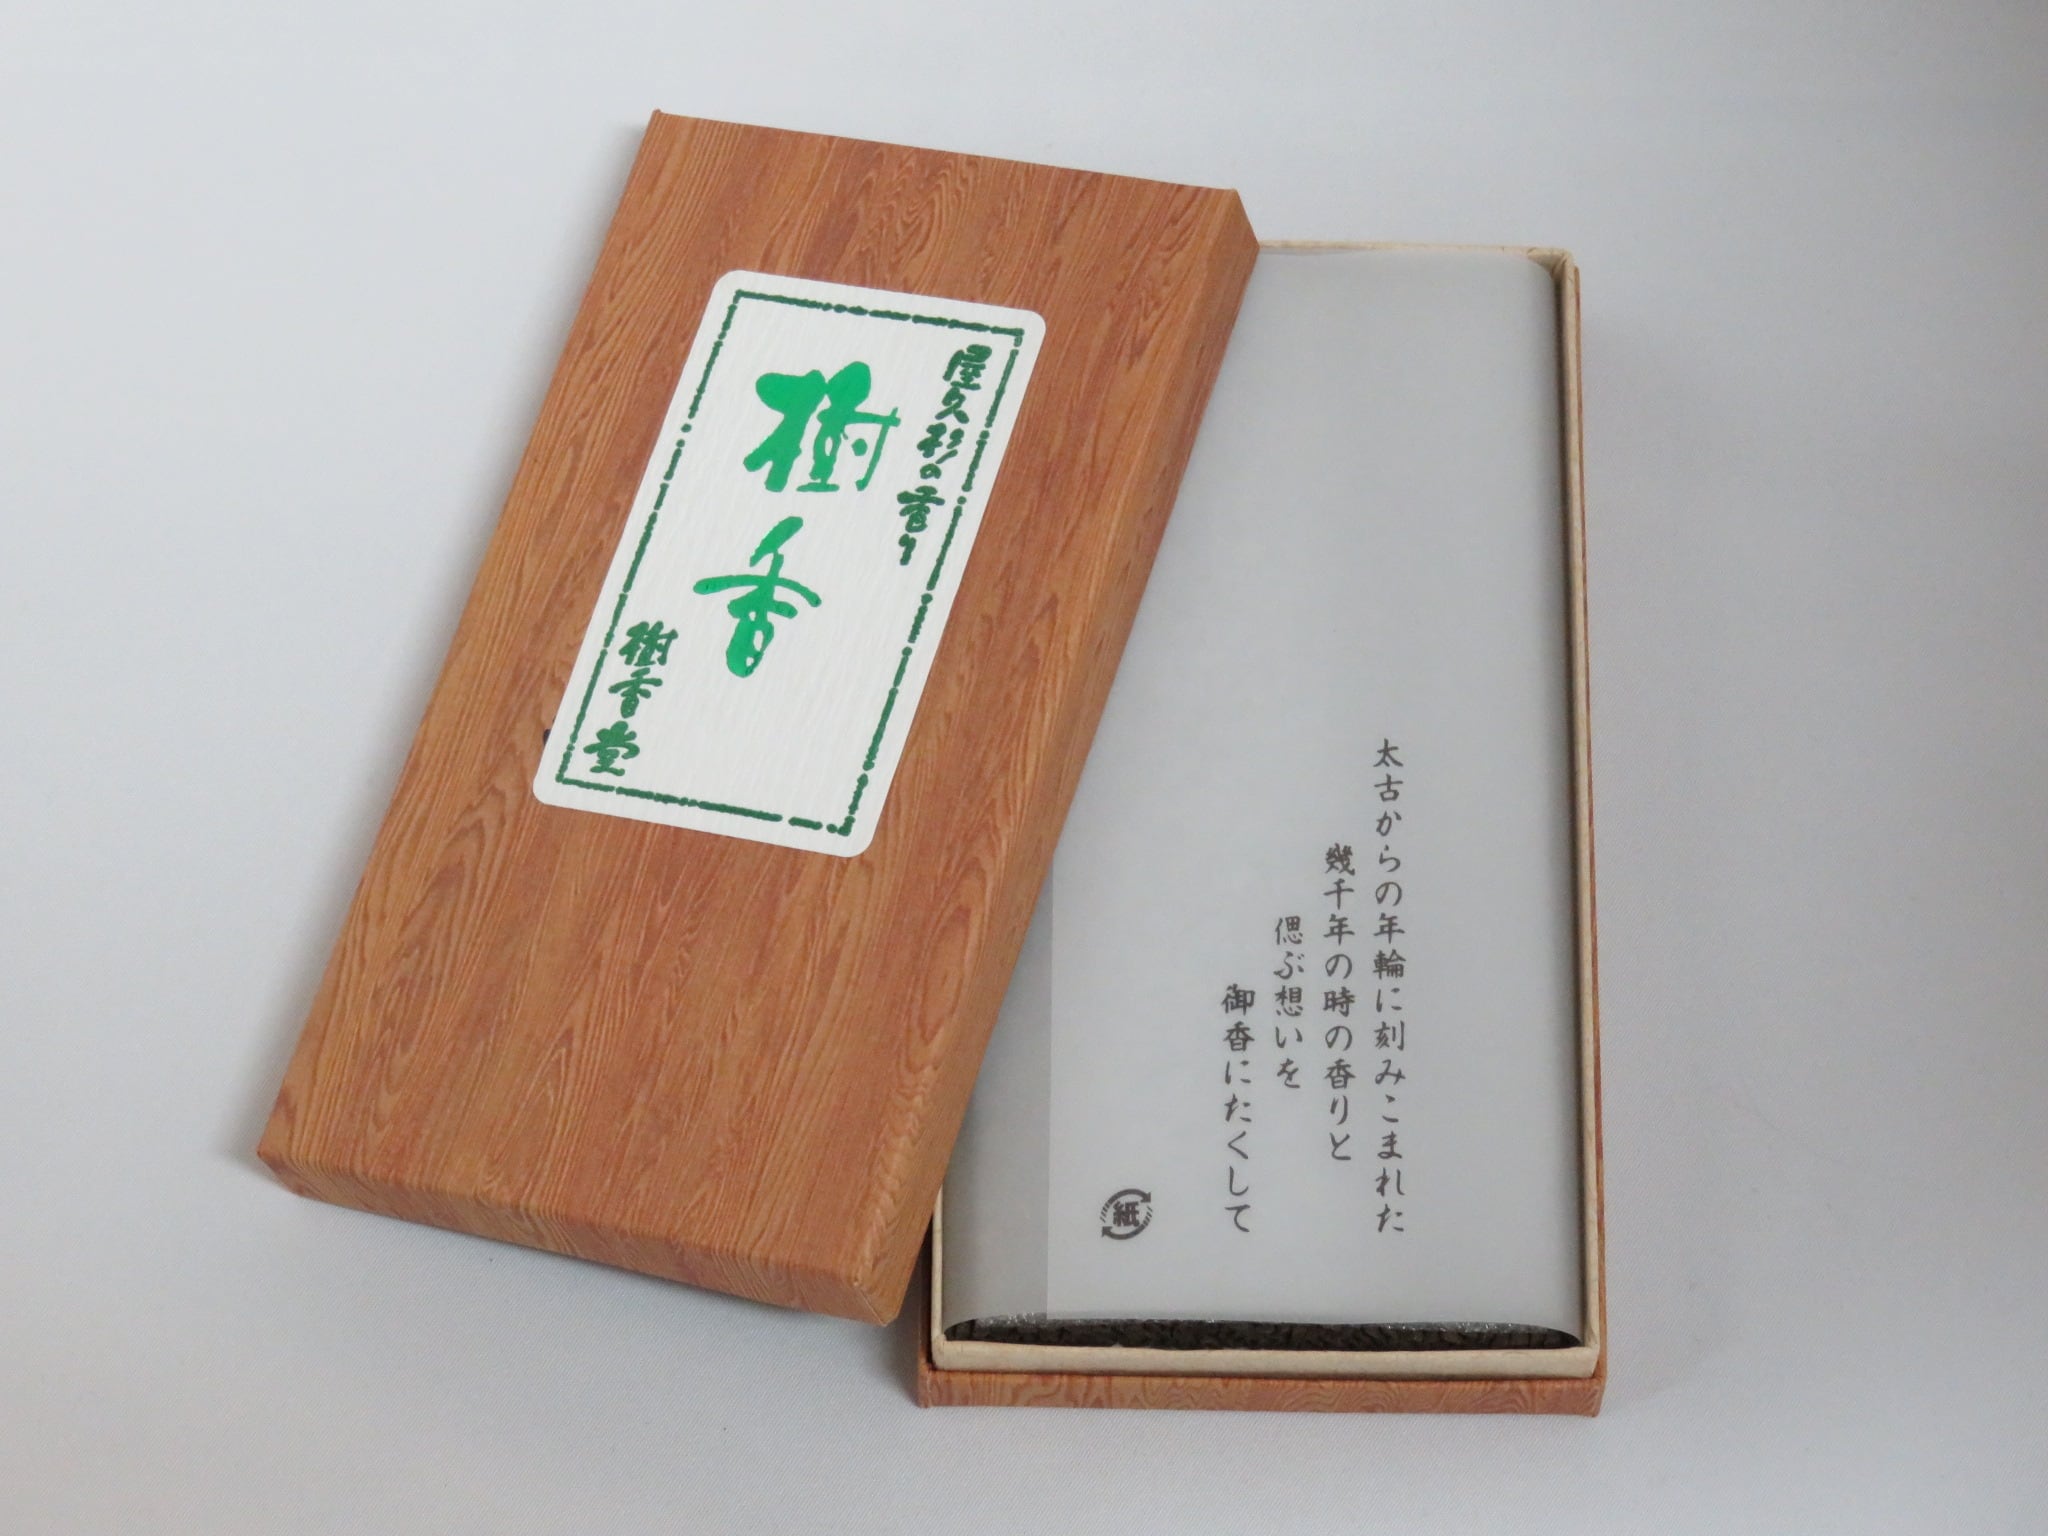 屋久杉の香り
樹香
樹香堂
太古からの年輪に刻みこまれた
幾千年の時の香りと
偲ぶ想いを
御香にたくして
紙